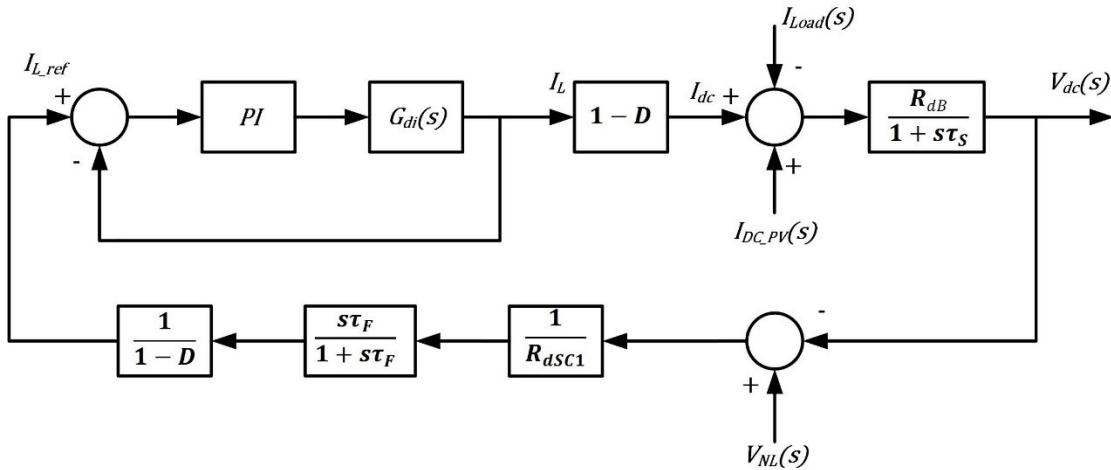 I_Load(s)
-
I_L_ref
+
PI
G_di(s)
I_L
1 − D
I_dc +
+
R_dB
1 + sτ_S
V_dc(s)
-
I_DC_PV(s)
1
1 − D
sτ_F
1 + sτ_F
1
R_dSC1
-
+
V_NL(s)